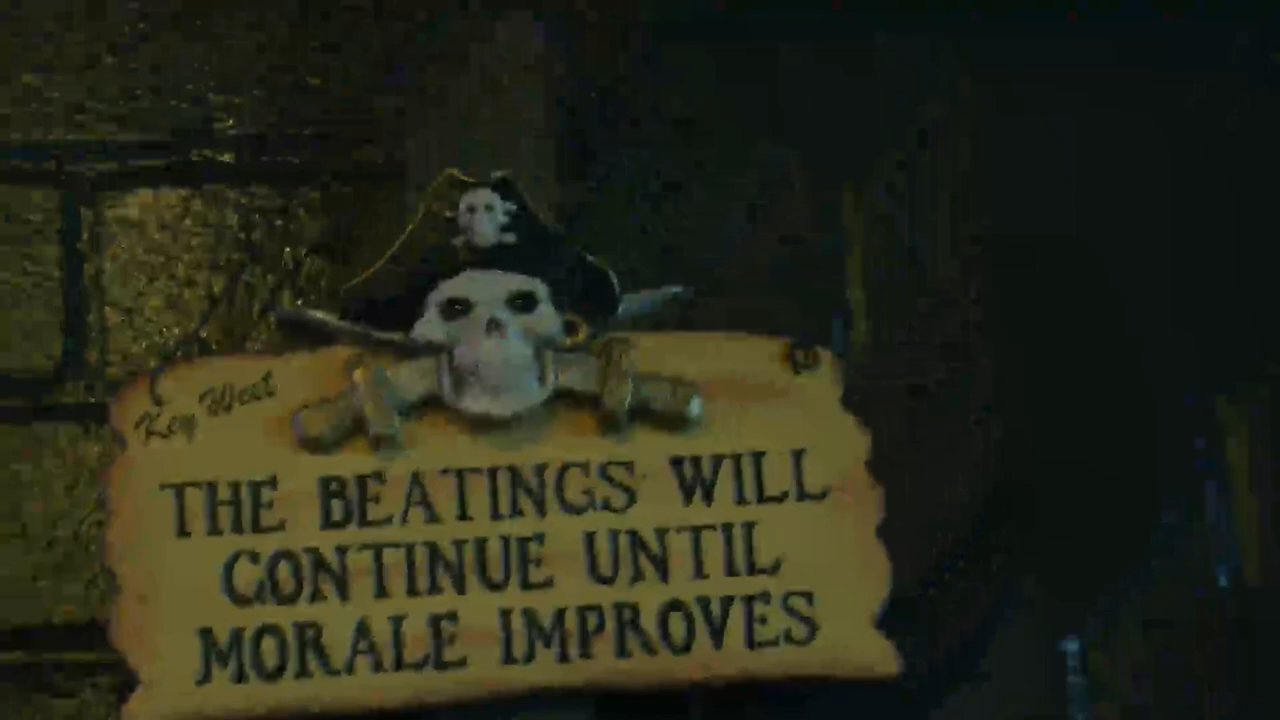 Key West
THE BEATINGS WILL
CONTINUE UNTIL
MORALE IMPROVES